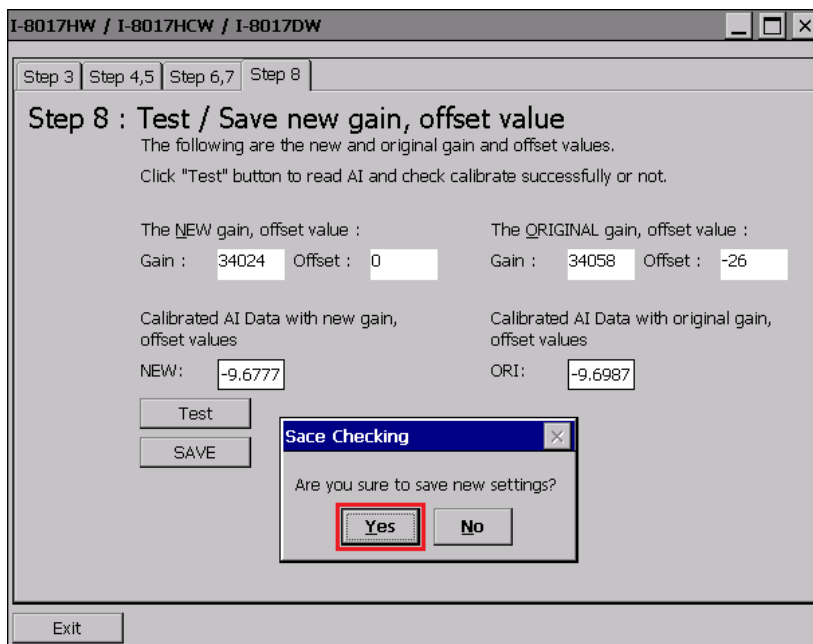 I-8017HW / I-8017HCW / I-8017DW
Step 3 Step 4,5 Step 6,7 Step 8
Step 8 : Test / Save new gain, offset value
The following are the new and original gain and offset values.
Click "Test" button to read AI and check calibrate successfully or not.
The NEW gain, offset value :
Gain : 34024 Offset : 0
The ORIGINAL gain, offset value :
Gain : 34058 Offset : -26
Calibrated AI Data with new gain,
offset values
NEW: -9.6777
Calibrated AI Data with original gain,
offset values
ORI: -9.6987
Test
SAVE
Sace Checking
Are you sure to save new settings?
Yes No
Exit